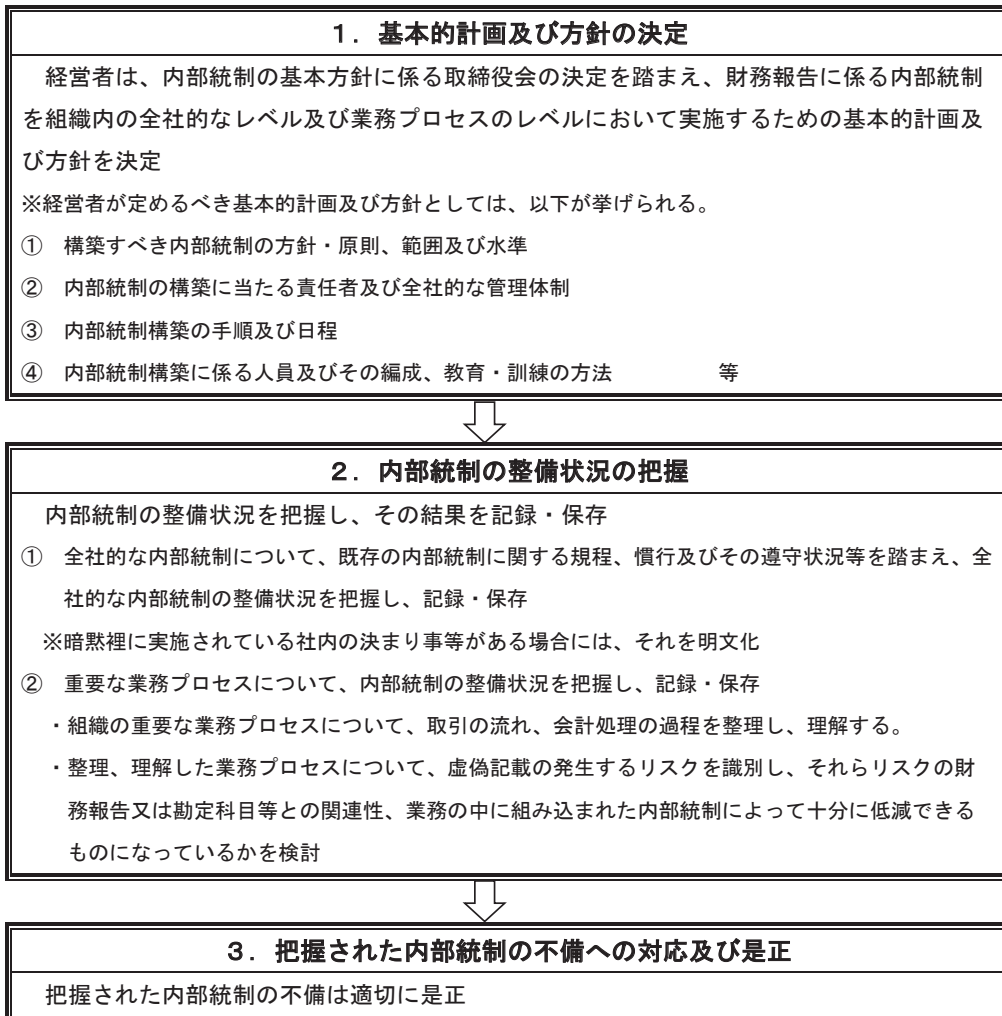 1．基本的計画及び方針の決定
経営者は、内部統制の基本方針に係る取締役会の決定を踏まえ、財務報告に係る内部統制
を組織内の全社的なレベル及び業務プロセスのレベルにおいて実施するための基本的計画及
び方針を決定
※経営者が定めるべき基本的計画及び方針としては、以下が挙げられる。
① 構築すべき内部統制の方針・原則、範囲及び水準
② 内部統制の構築に当たる責任者及び全社的な管理体制
③ 内部統制構築の手順及び日程
④ 内部統制構築に係る人員及びその編成、教育・訓練の方法 等
2．内部統制の整備状況の把握
内部統制の整備状況を把握し、その結果を記録・保存
① 全社的な内部統制について、既存の内部統制に関する規程、慣行及びその遵守状況等を踏まえ、全
社的な内部統制の整備状況を把握し、記録・保存
※暗黙裡に実施されている社内の決まり事等がある場合には、それを明文化
② 重要な業務プロセスについて、内部統制の整備状況を把握し、記録・保存
・組織の重要な業務プロセスについて、取引の流れ、会計処理の過程を整理し、理解する。
・整理、理解した業務プロセスについて、虚偽記載の発生するリスクを識別し、それらリスクの財
務報告又は勘定科目等との関連性、業務の中に組み込まれた内部統制によって十分に低減できる
ものになっているかを検討
3．把握された内部統制の不備への対応及び是正
把握された内部統制の不備は適切に是正